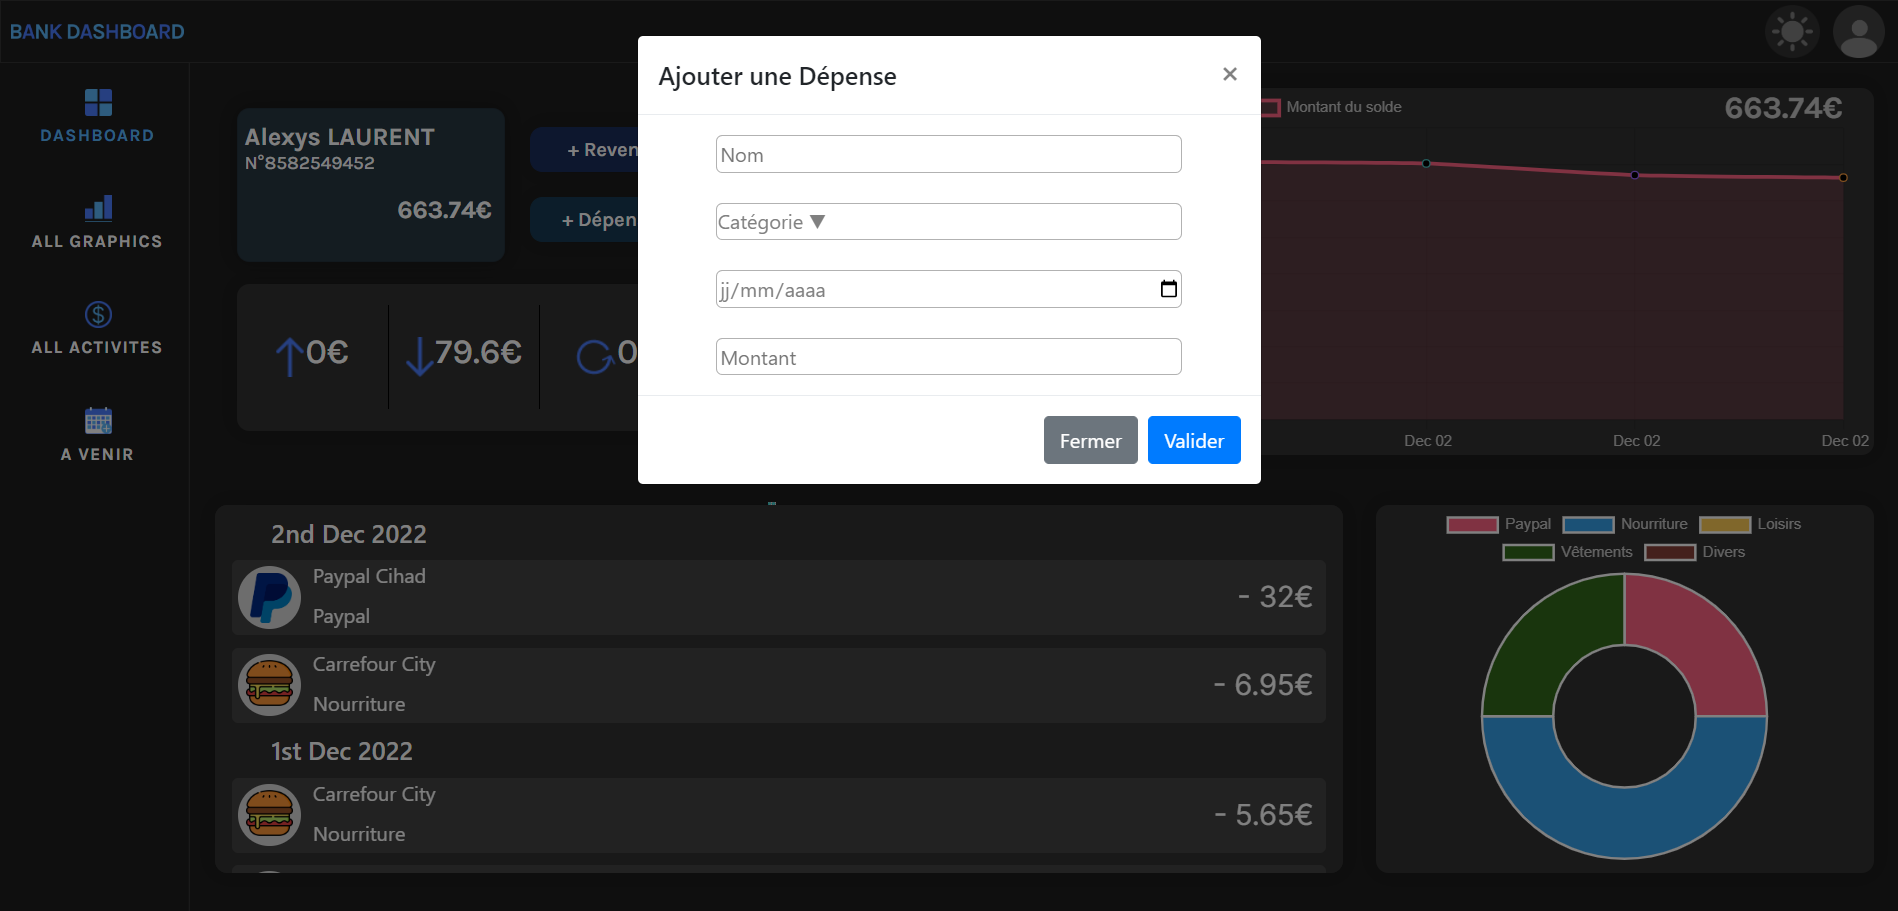 BANK DASHBOARD
DASHBOARD
ALL GRAPHICS
ALL ACTIVITES
A VENIR
Alexys LAURENT
N°8582549452
663.74€
+ Reven
+ Dépen
0€
79.6€
0
Ajouter une Dépense
×
Nom
Catégorie ▼
jj/mm/aaaa
Montant
Fermer
Valider
Montant du solde
663.74€
Dec 02
Dec 02
Dec 02
2nd Dec 2022
Paypal Cihad
Paypal
- 32€
Carrefour City
Nourriture
- 6.95€
1st Dec 2022
Carrefour City
Nourriture
- 5.65€
Paypal
Nourriture
Loisirs
Vêtements
Divers